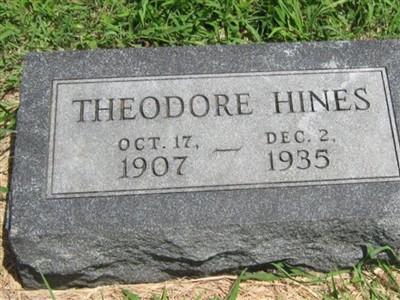 THEODORE HINES
OCT. 17, DEC. 2,
1907 — 1935